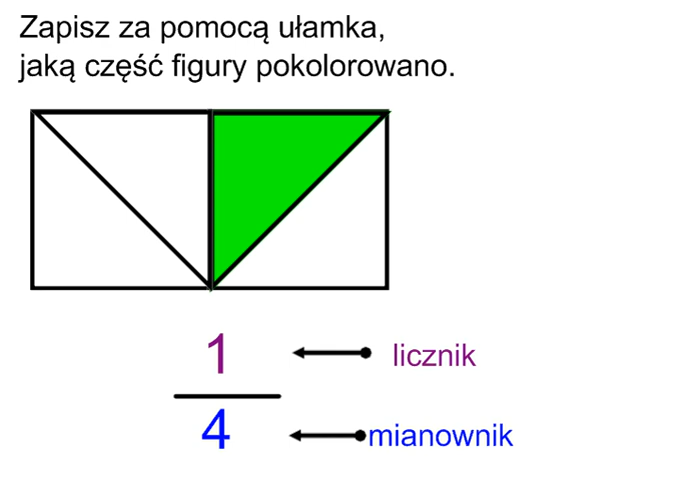 Zapisz za pomocą ułamka,
jaką część figury pokolorowano.
1
licznik
4
mianownik